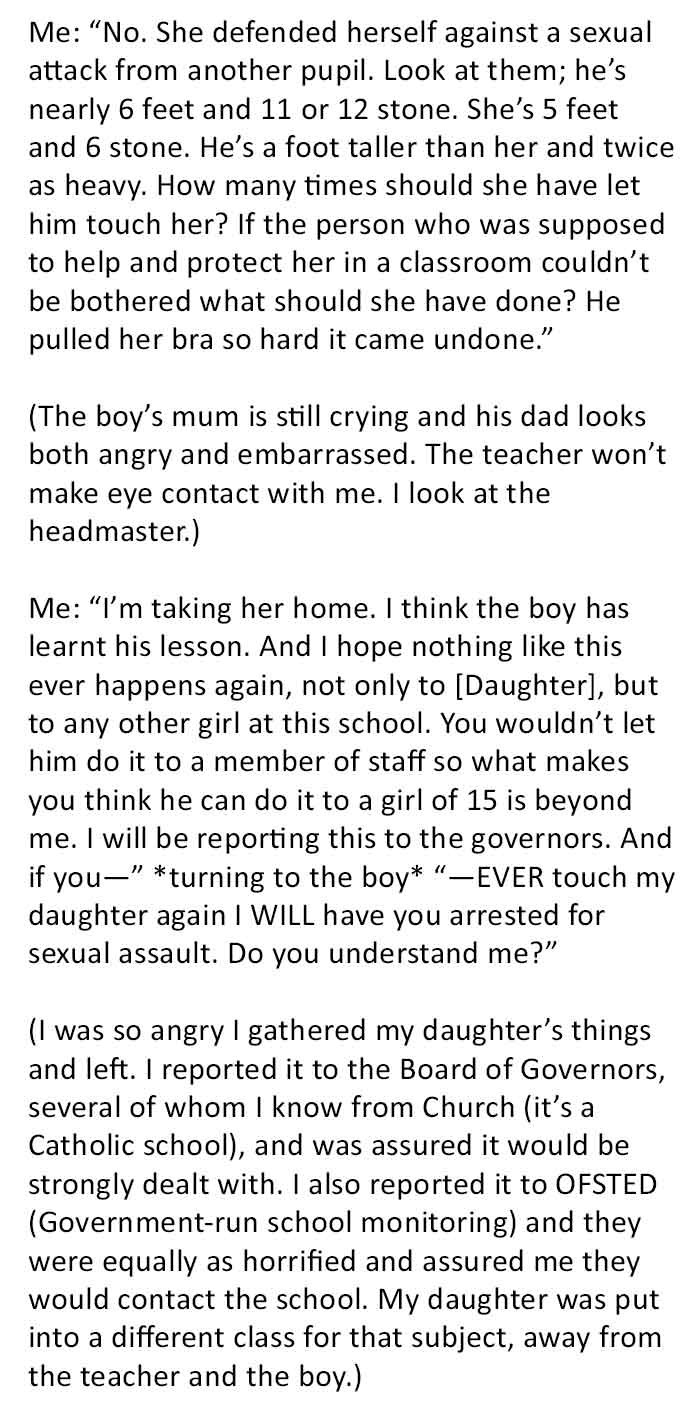 Me: “No. She defended herself against a sexual
attack from another pupil. Look at them; he’s
nearly 6 feet and 11 or 12 stone. She’s 5 feet
and 6 stone. He’s a foot taller than her and twice
as heavy. How many times should she have let
him touch her? If the person who was supposed
to help and protect her in a classroom couldn’t
be bothered what should she have done? He
pulled her bra so hard it came undone.”
(The boy’s mum is still crying and his dad looks
both angry and embarrassed. The teacher won’t
make eye contact with me. I look at the
headmaster.)
Me: “I’m taking her home. I think the boy has
learnt his lesson. And I hope nothing like this
ever happens again, not only to [Daughter], but
to any other girl at this school. You wouldn’t let
him do it to a member of staff so what makes
you think he can do it to a girl of 15 is beyond
me. I will be reporting this to the governors. And
if you—” *turning to the boy* “—EVER touch my
daughter again I WILL have you arrested for
sexual assault. Do you understand me?”
(I was so angry I gathered my daughter’s things
and left. I reported it to the Board of Governors,
several of whom I know from Church (it’s a
Catholic school), and was assured it would be
strongly dealt with. I also reported it to OFSTED
(Government-run school monitoring) and they
were equally as horrified and assured me they
would contact the school. My daughter was put
into a different class for that subject, away from
the teacher and the boy.)